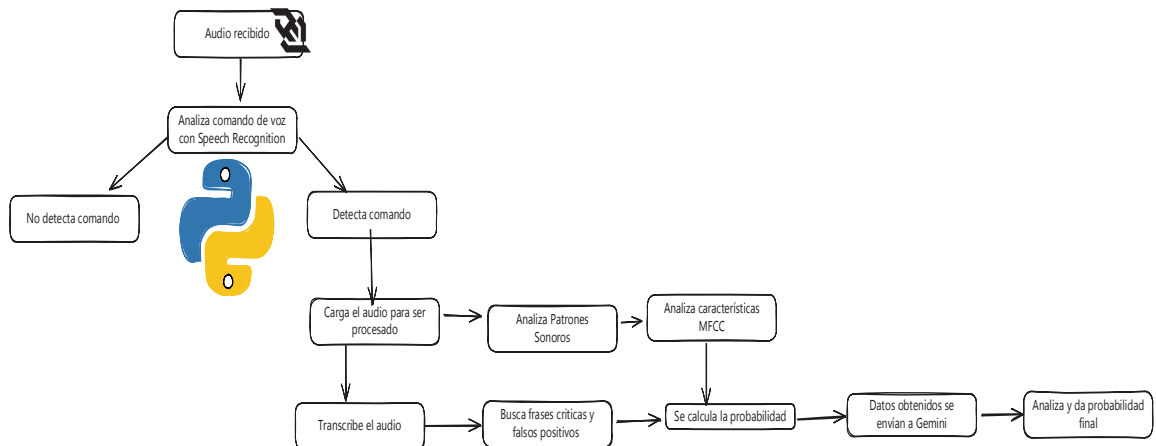 Audio recibido
Analiza comando de voz
con Speech Recognition
No detecta comando
Detecta comando
Carga el audio para ser
procesado
Analiza Patrones
Sonoros
Analiza características
MFCC
Transcribe el audio
Busca frases criticas y
falsos positivos
Se calcula la probabilidad
Datos obtenidos se
envían a Gemini
Analiza y da probabilidad
final